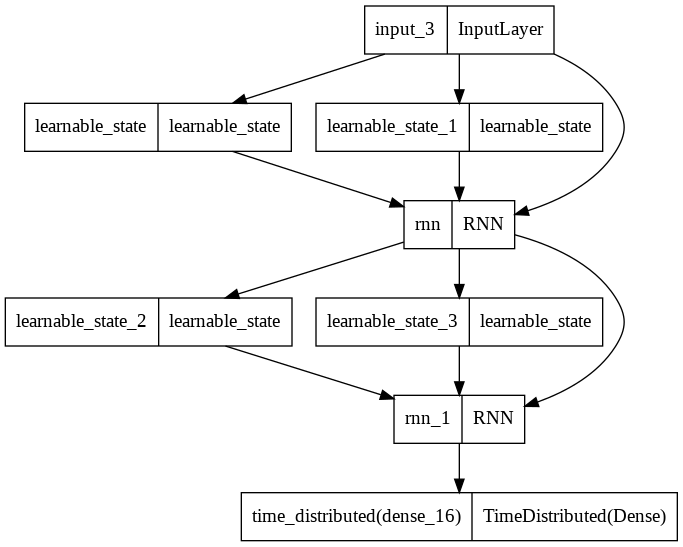 input_3 InputLayer
learnable_state learnable_state
learnable_state_1 learnable_state
rnn RNN
learnable_state_2 learnable_state
learnable_state_3 learnable_state
rnn_1 RNN
time_distributed(dense_16) TimeDistributed(Dense)